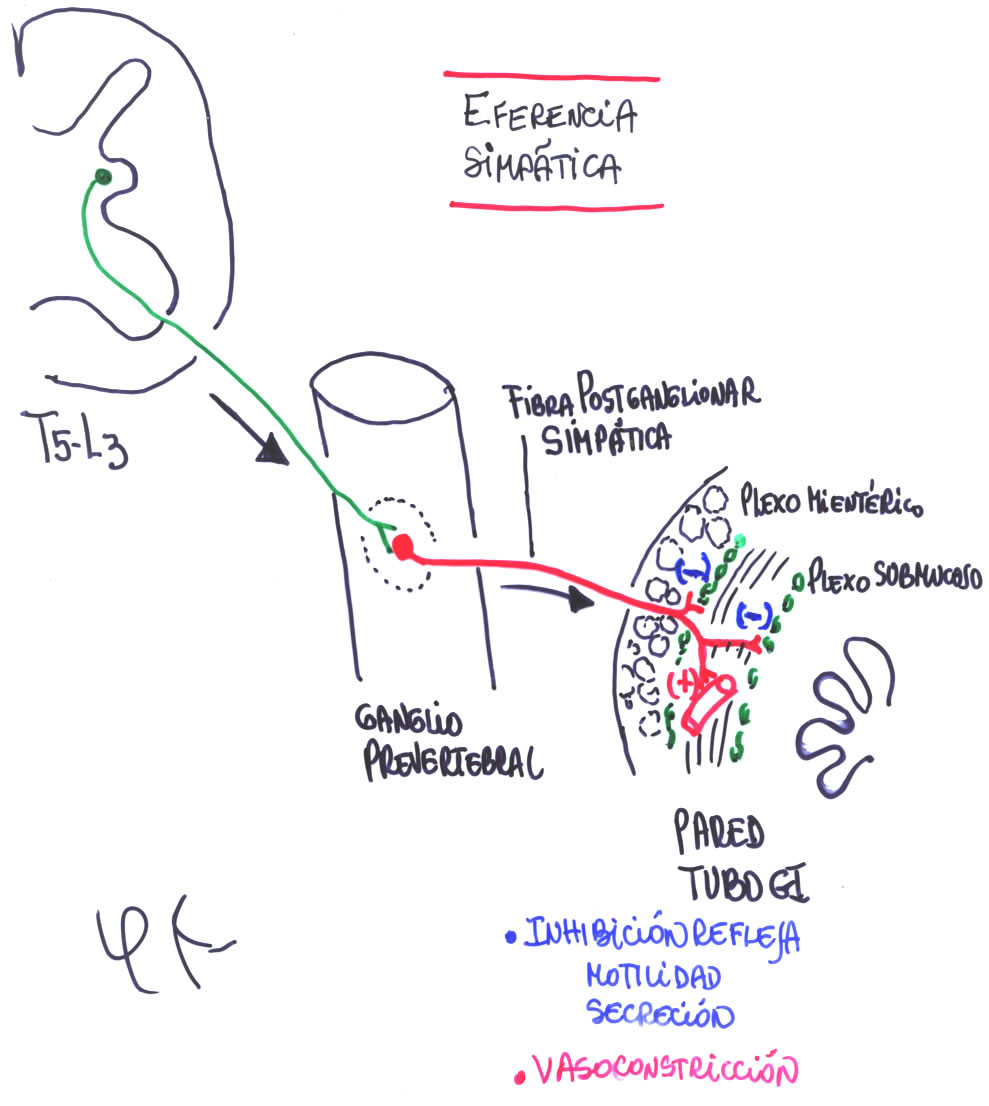 EFERENCIA
SIMPÁTICA
T5-L3
FIBRA POSTGANGLIONAR
SIMPÁTICA
PLEXO MIENTÉRICO
(-)
PLEXO SUBMUCOSO
(-)
(+)
GANGLIO
PREVERTEBRAL
PARED
TUBO GI
• INHIBICIÓN REFLEJA
MOTILIDAD
SECRECIÓN
• VASOCONSTRICCIÓN